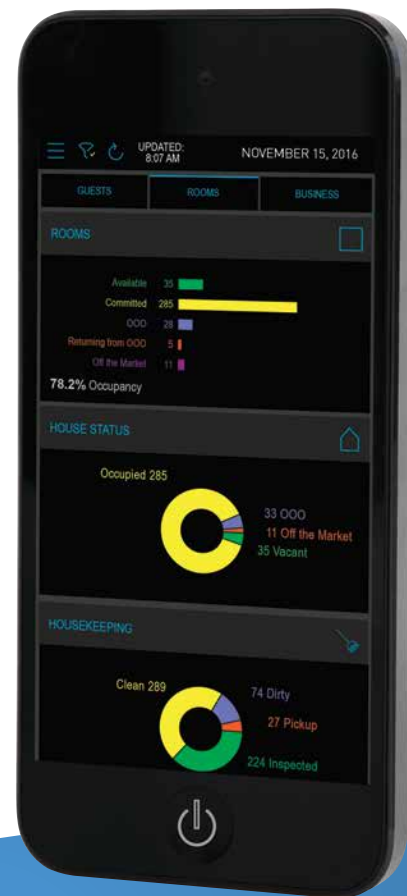 UPDATED:
8:07 AM
NOVEMBER 15, 2016
GUESTS
ROOMS
BUSINESS
ROOMS
Available 35
Committed 285
OOO 28
Returning from OOO 5
Off the Market 11
78.2% Occupancy
HOUSE STATUS
Occupied 285
33 OOO
11 Off the Market
35 Vacant
HOUSEKEEPING
Clean 289
74 Dirty
27 Pickup
224 Inspected